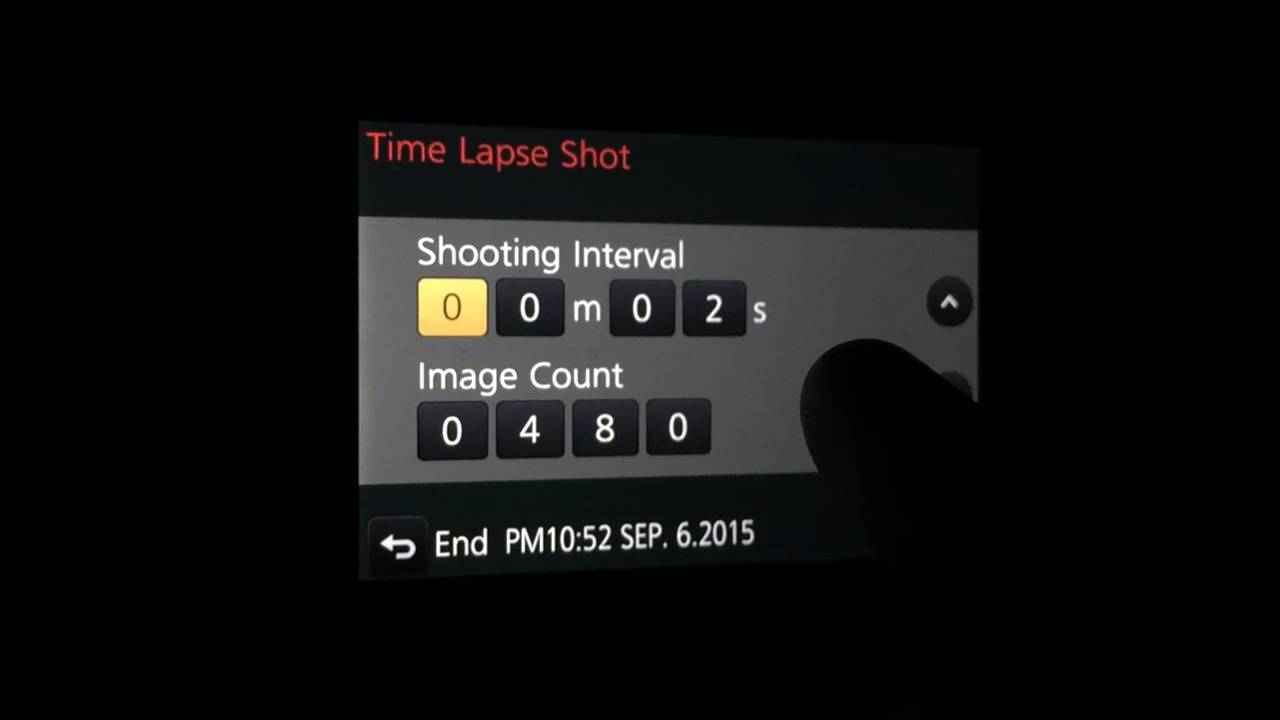 Time Lapse Shot
Shooting Interval
0 0 m 0 2 s
Image Count
0 4 8 0
End PM10:52 SEP. 6.2015